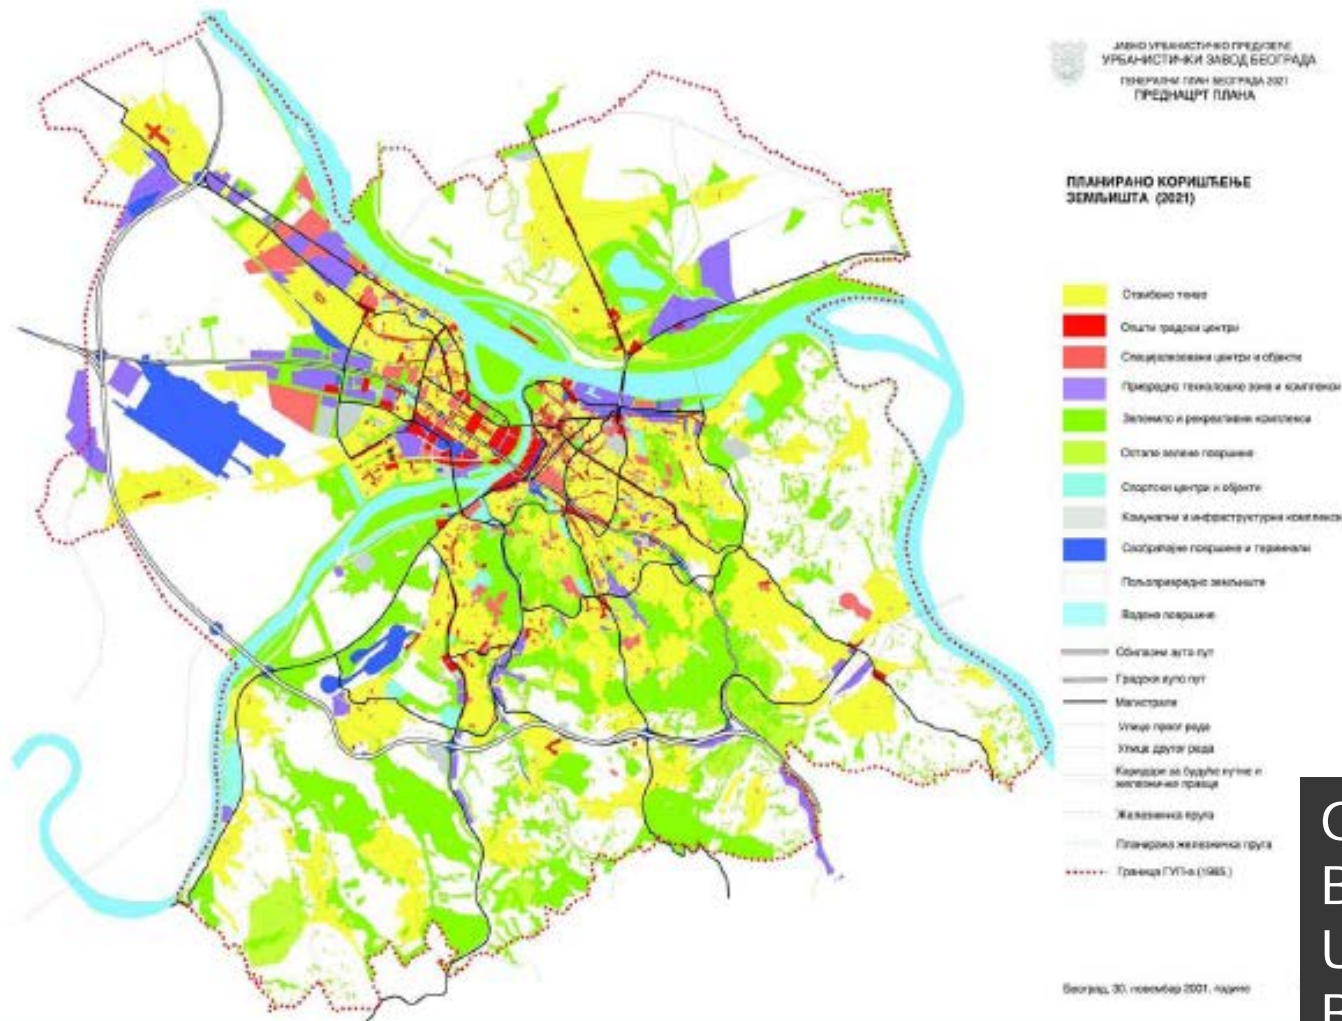 ЈАВНО УРБАНИСТИЧКО ПРЕДУЗЕЋЕ
УРБАНИСТИЧКИ ЗАВОД БЕОГРАДА
ГЕНЕРАЛНИ ПЛАН БЕОГРАДА 2021
ПРЕДНАЦРТ ПЛАНА
ПЛАНИРАНО КОРИШЋЕЊЕ
ЗЕМЉИШТА (2021)
Стамбено ткиво
Општи градски центри
Специјализовани центри и објекти
Привредно технолошке зоне и комплекси
Зеленило и рекреативни комплекси
Остале зелене површине
Спортски центри и објекти
Комунални и инфраструктурни комплекси
Саобраћајне површине и терминали
Пољопривредно земљиште
Водене површине
Обилазни ауто пут
Градски ауто пут
Магистрале
Улице првог реда
Улице другог реда
Коридори за будуће путне и
железничке правце
Железничка пруга
Планирана железничка пруга
Граница ГУП-а (1985.)
Београд, 30. новембар 2001. године